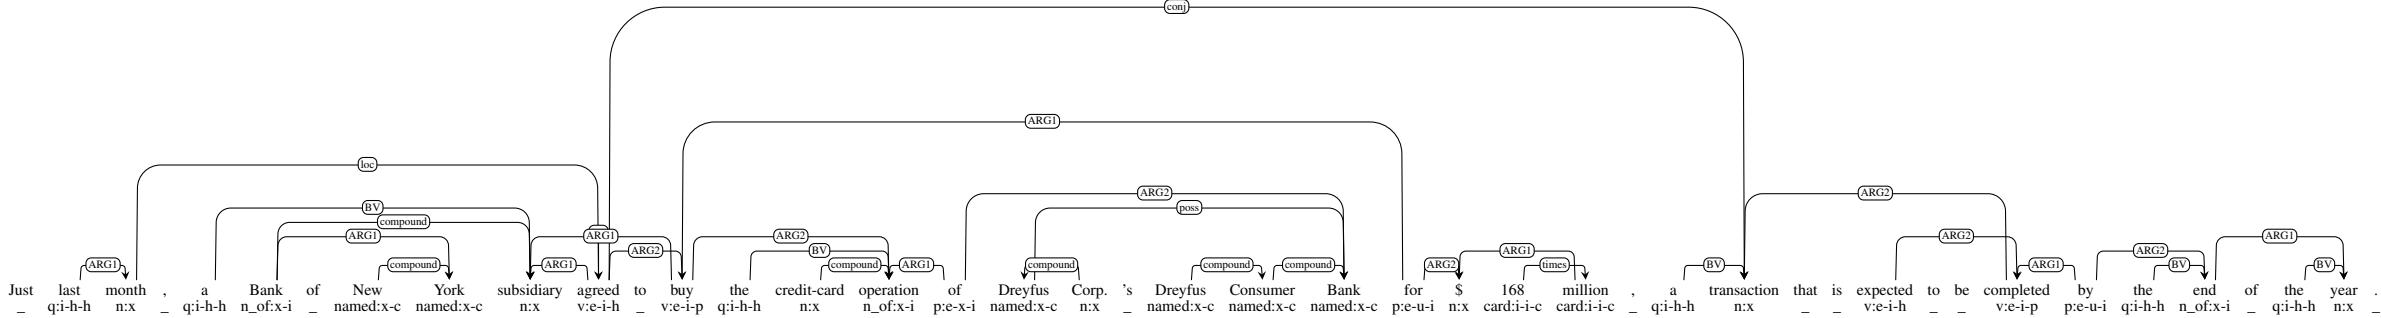 conj
ARG1
loc
ARG2 ARG2
BV poss
compound
ARG1 ARG1 ARG2 ARG2 ARG1
ARG2 BV ARG1 ARG2
ARG1 compound ARG1 compound ARG1 compound compound compound ARG2 times BV ARG1 BV BV
Just last month , a Bank of New York subsidiary agreed to buy the credit-card operation of Dreyfus Corp. 's Dreyfus Consumer Bank for $ 168 million , a transaction that is expected to be completed by the end of the year .
_ q:i-h-h n:x _ q:i-h-h n_of:x-i _ named:x-c named:x-c n:x v:e-i-h _ v:e-i-p q:i-h-h n:x n_of:x-i p:e-x-i named:x-c n:x _ named:x-c named:x-c named:x-c p:e-u-i n:x card:i-i-c card:i-i-c _ q:i-h-h n:x _ _ v:e-i-h _ _ v:e-i-p p:e-u-i q:i-h-h n_of:x-i _ q:i-h-h n:x _